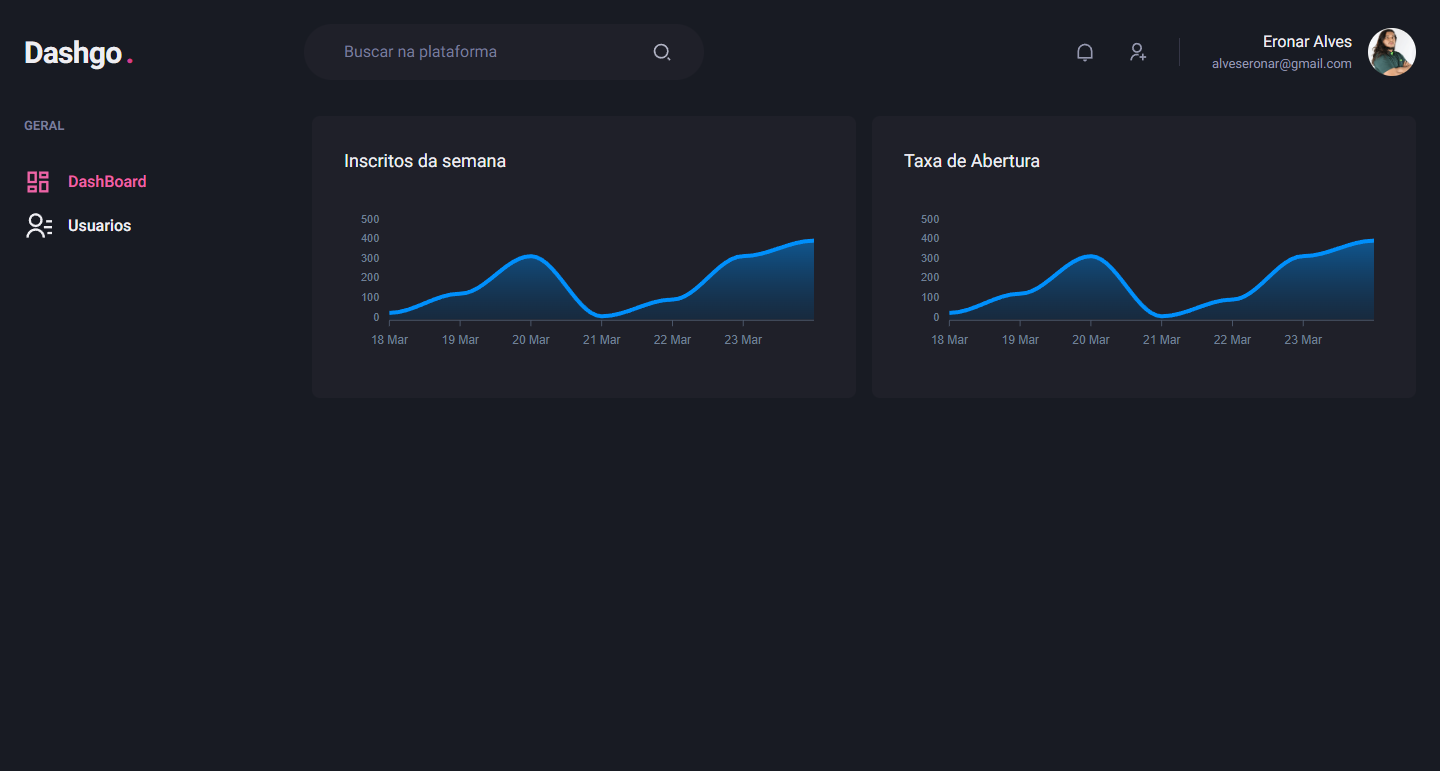 Dashgo.
Buscar na plataforma
Eronar Alves
alveseronar@gmail.com
GERAL
DashBoard
Usuarios
Inscritos da semana
500
400
300
200
100
0
18 Mar 19 Mar 20 Mar 21 Mar 22 Mar 23 Mar
Taxa de Abertura
500
400
300
200
100
0
18 Mar 19 Mar 20 Mar 21 Mar 22 Mar 23 Mar